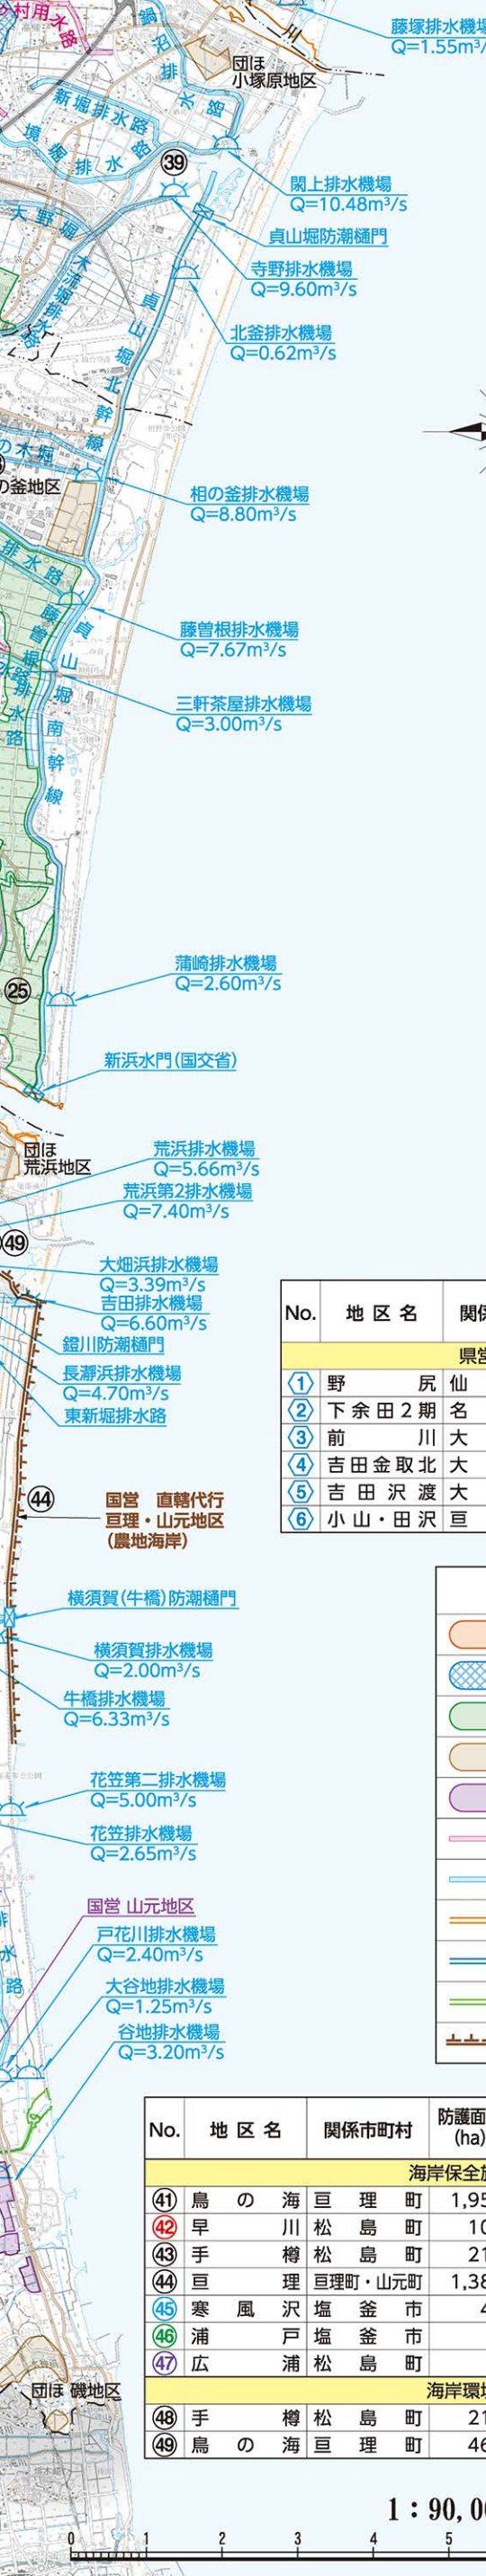 村用水路
藤塚排水機場
Q=1.55m³/
鍋沼排水路
川
団ほ
小塚原地区
新堀排水路
境堀排水路
㊴
閖上排水機場
Q=10.48m³/s
貞山堀防潮樋門
大野堀
寺野排水機場
Q=9.60m³/s
木流堀排水路
貞山堀北幹線
北釜排水機場
Q=0.62m³/s
の木堀
の釜地区
相の釜排水機場
Q=8.80m³/s
排水路
藤曽根排水路
貞山堀南幹線
藤曽根排水機場
Q=7.67m³/s
三軒茶屋排水機場
Q=3.00m³/s
蒲崎排水機場
Q=2.60m³/s
㉕
新浜水門(国交省)
団ほ
荒浜地区
荒浜排水機場
Q=5.66m³/s
荒浜第2排水機場
Q=7.40m³/s
㊾
大畑浜排水機場
Q=3.39m³/s
吉田排水機場
Q=6.60m³/s
鐙川防潮樋門
長瀞浜排水機場
Q=4.70m³/s
東新堀排水路
No. 地区名 関係
県営
① 野尻 仙
② 下余田2期 名
③ 前川 大
④ 吉田金取北 大
⑤ 吉田沢渡 大
⑥ 小山・田沢 亘
㊹
国営 直轄代行
亘理・山元地区
(農地海岸)
横須賀(牛橋)防潮樋門
横須賀排水機場
Q=2.00m³/s
牛橋排水機場
Q=6.33m³/s
花笠第二排水機場
Q=5.00m³/s
花笠排水機場
Q=2.65m³/s
国営 山元地区
排水路
戸花川排水機場
Q=2.40m³/s
大谷地排水機場
Q=1.25m³/s
谷地排水機場
Q=3.20m³/s
No. 地区名 関係市町村 防護面
(ha)
海岸保全施
㊶ 鳥の海 亘理町 1,95
㊷ 早川 松島町 10
㊸ 手樽 松島町 21
㊹ 亘理 亘理町・山元町 1,38
㊺ 寒風沢 塩釜市 4
㊻ 浦戸 塩釜市
㊼ 広浦 松島町
海岸環境
㊽ 手樽 松島町 21
㊾ 鳥の海 亘理町 46
団ほ 磯地区
1：90,00
0 1 2 3 4 5